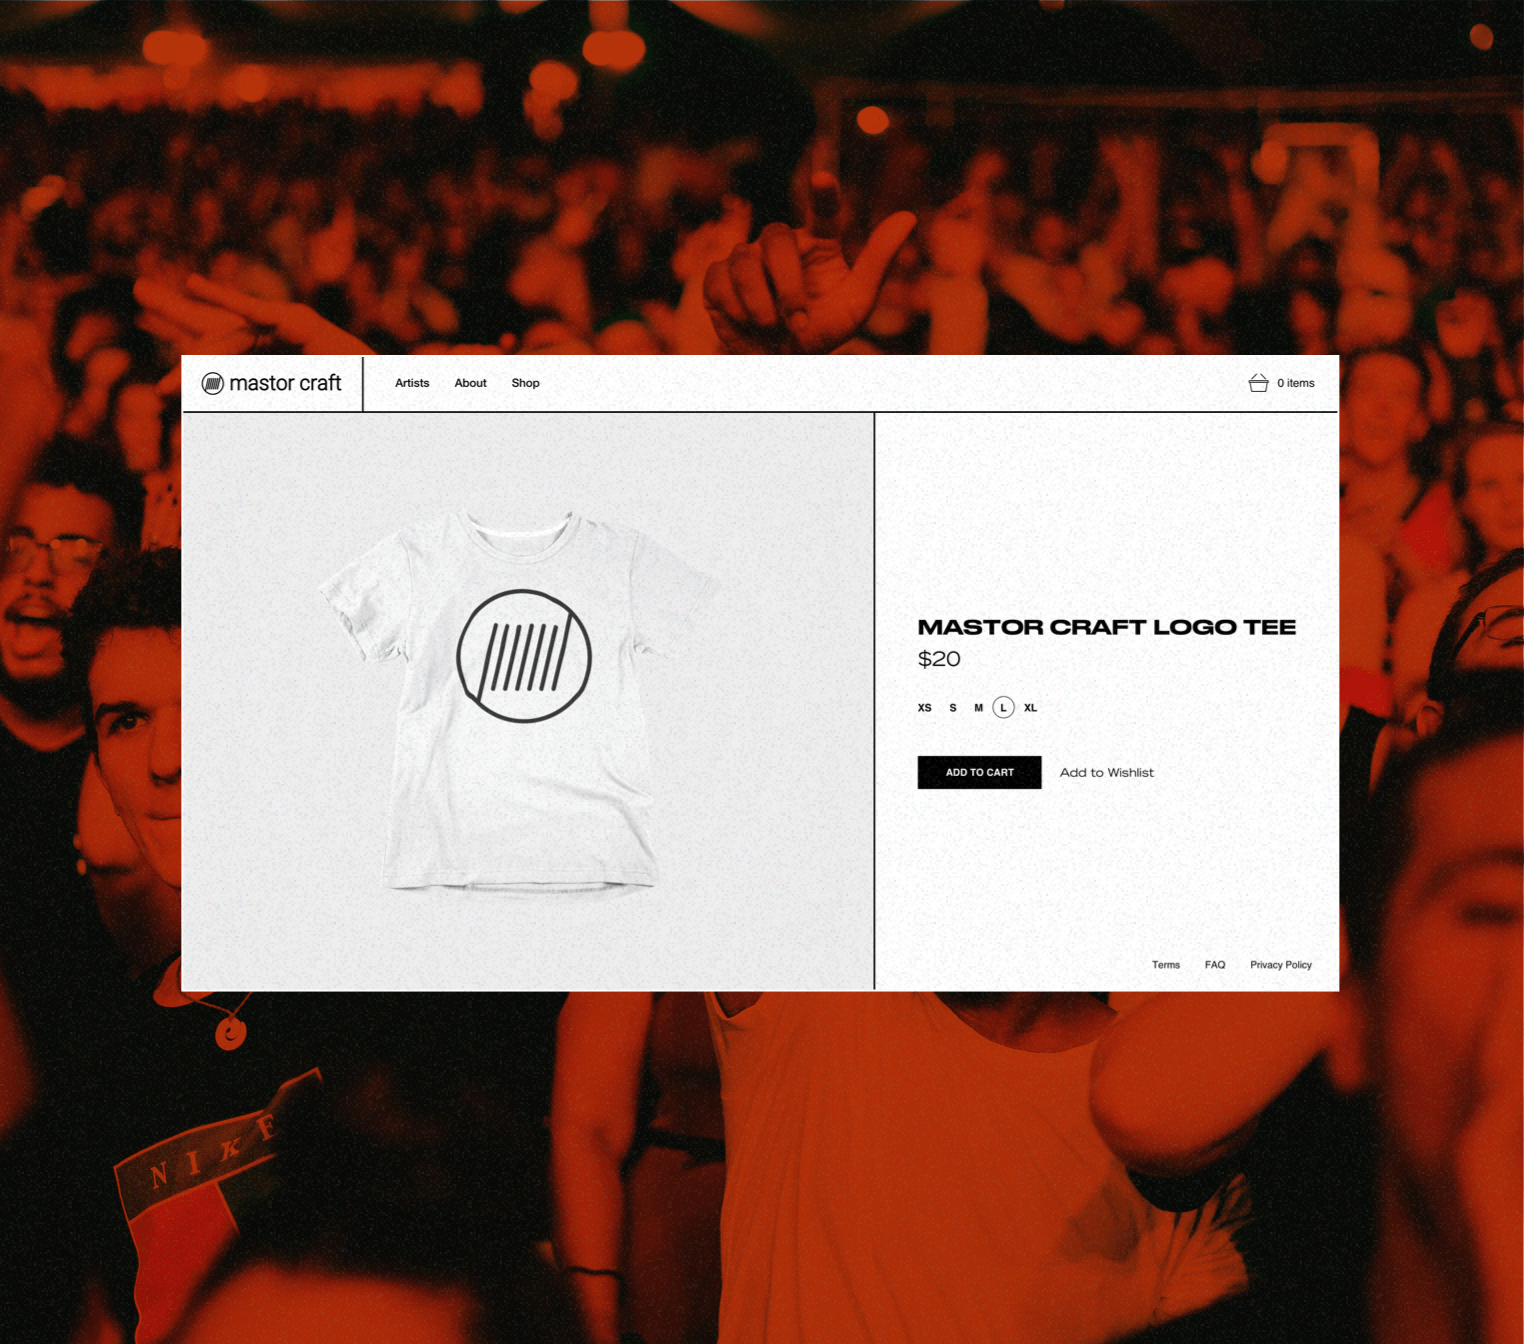 mastor craft
Artists About Shop
0 items
MASTOR CRAFT LOGO TEE
$20
XS S M L XL
ADD TO CART Add to Wishlist
Terms FAQ Privacy Policy
NIKE